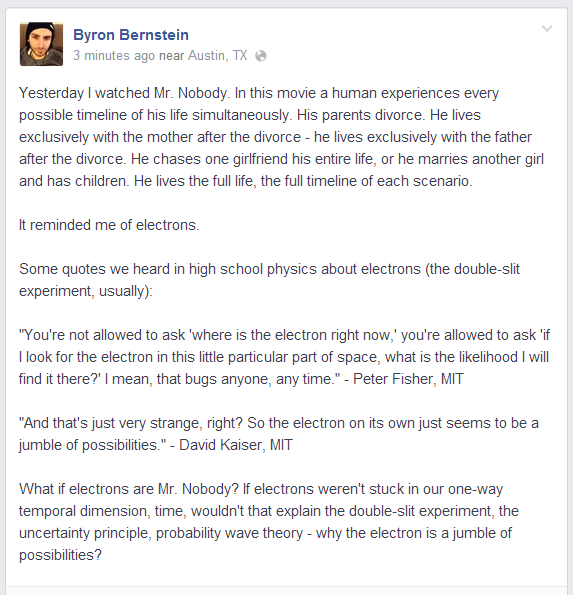 Byron Bernstein
3 minutes ago near Austin, TX
Yesterday I watched Mr. Nobody. In this movie a human experiences every
possible timeline of his life simultaneously. His parents divorce. He lives
exclusively with the mother after the divorce - he lives exclusively with the father
after the divorce. He chases one girlfriend his entire life, or he marries another girl
and has children. He lives the full life, the full timeline of each scenario.
It reminded me of electrons.
Some quotes we heard in high school physics about electrons (the double-slit
experiment, usually):
"You're not allowed to ask 'where is the electron right now,' you're allowed to ask 'if
I look for the electron in this little particular part of space, what is the likelihood I will
find it there?' I mean, that bugs anyone, any time." - Peter Fisher, MIT
"And that's just very strange, right? So the electron on its own just seems to be a
jumble of possibilities." - David Kaiser, MIT
What if electrons are Mr. Nobody? If electrons weren't stuck in our one-way
temporal dimension, time, wouldn't that explain the double-slit experiment, the
uncertainty principle, probability wave theory - why the electron is a jumble of
possibilities?